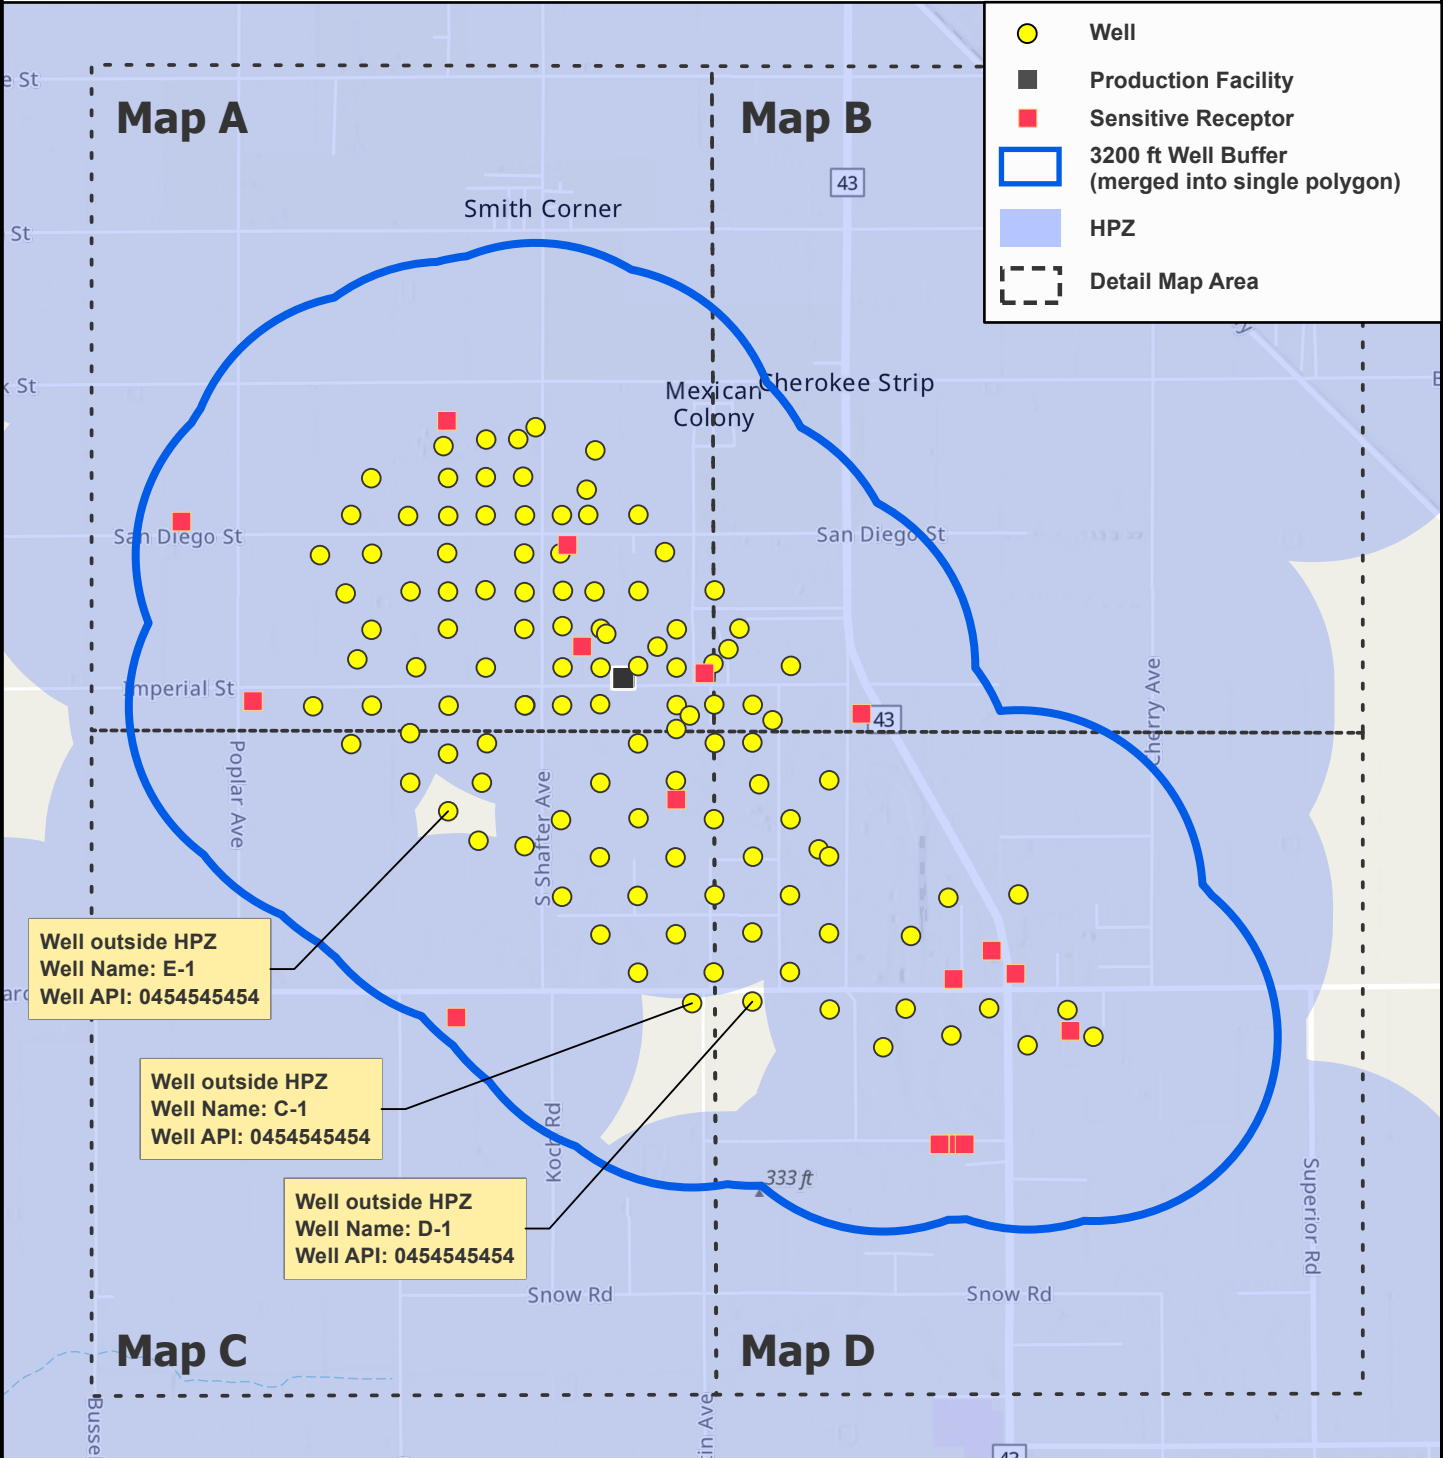 Well
Production Facility
Sensitive Receptor
3200 ft Well Buffer
(merged into single polygon)
HPZ
Detail Map Area
e St
Map A
Map B
43
Smith Corner
St
k St
Mexican
Colony
Cherokee Strip
San Diego St
San Diego St
Imperial St
43
Cherry Ave
Poplar Ave
S Shafter Ave
Well outside HPZ
Well Name: E-1
Well API: 0454545454
Well outside HPZ
Well Name: C-1
Well API: 0454545454
Koch Rd
333 ft
Well outside HPZ
Well Name: D-1
Well API: 0454545454
Superior Rd
Snow Rd
Snow Rd
Map C
Map D
43